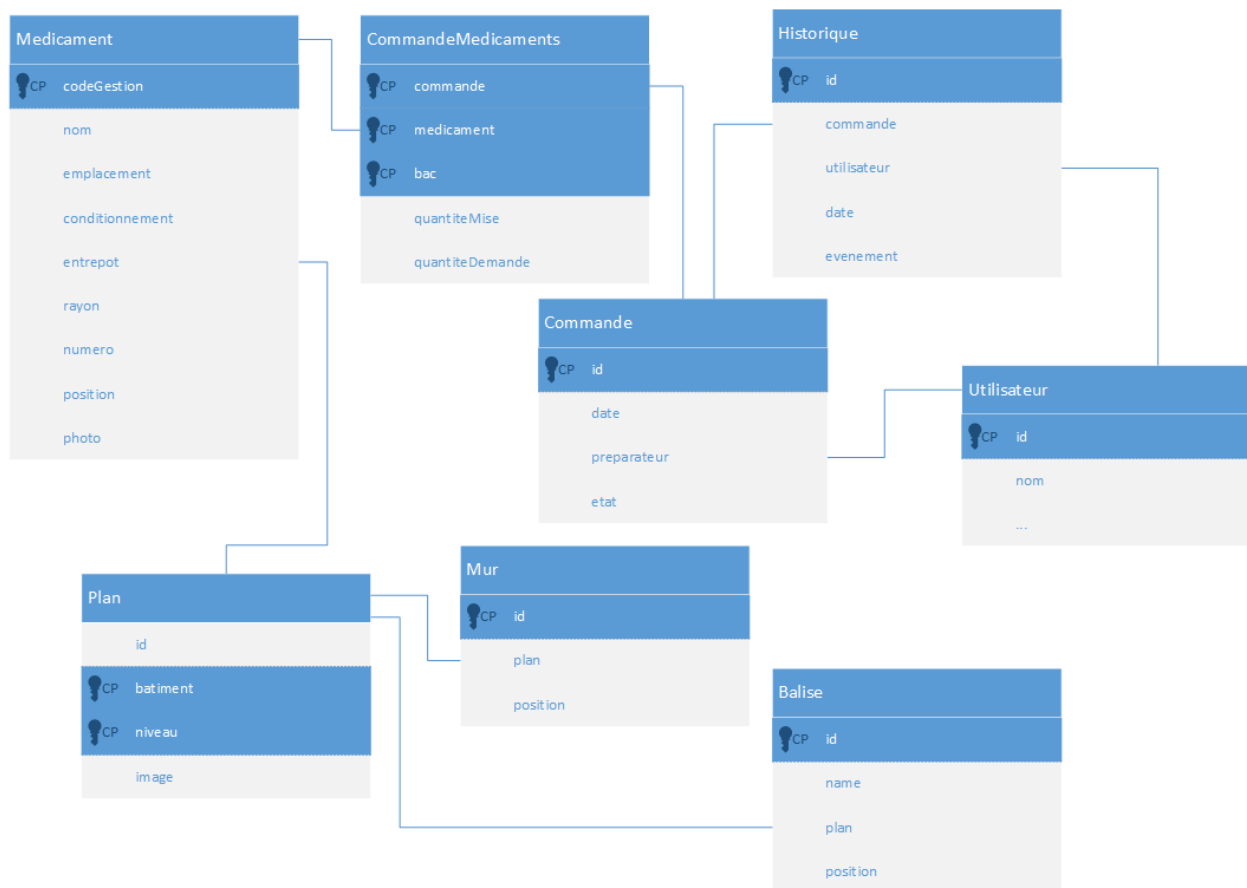 Medicament
CP codeGestion
nom
emplacement
conditionnement
entrepot
rayon
numero
position
photo
CommandeMedicaments
CP commande
CP medicament
CP bac
quantiteMise
quantiteDemande
Historique
CP id
commande
utilisateur
date
evenement
Commande
CP id
date
preparateur
etat
Utilisateur
CP id
nom
...
Plan
id
CP batiment
CP niveau
image
Mur
CP id
plan
position
Balise
CP id
name
plan
position